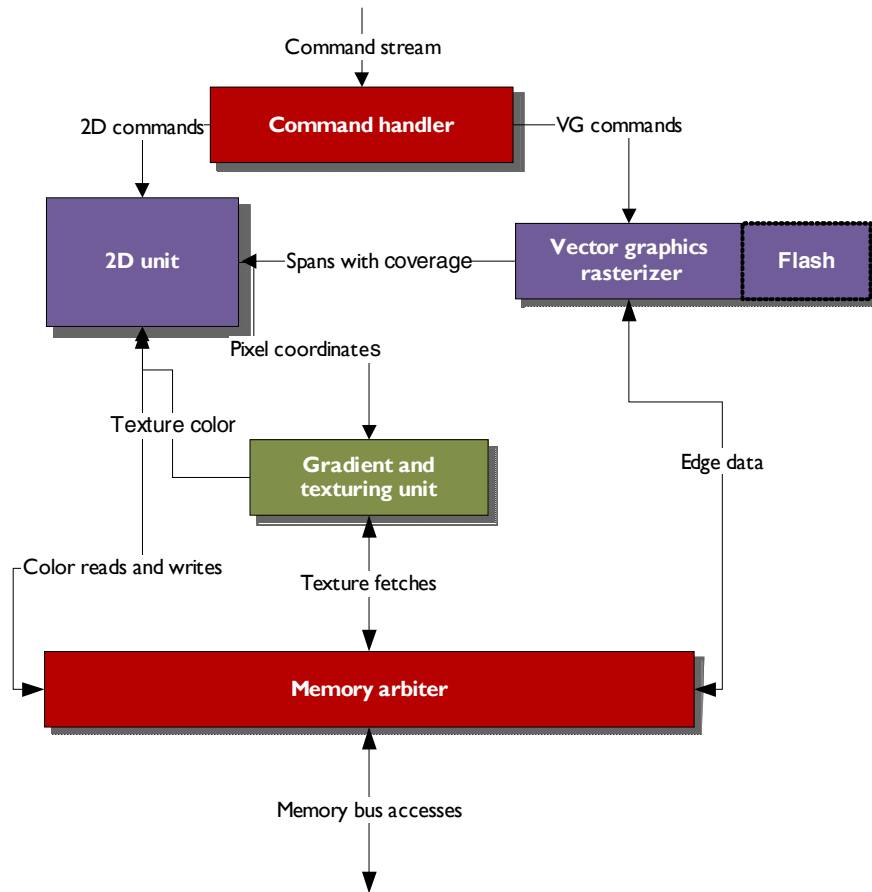 Command stream
2D commands
Command handler
VG commands
2D unit
Spans with coverage
Vector graphics
rasterizer
Flash
Pixel coordinates
Texture color
Gradient and
texturing unit
Edge data
Color reads and writes
Texture fetches
Memory arbiter
Memory bus accesses